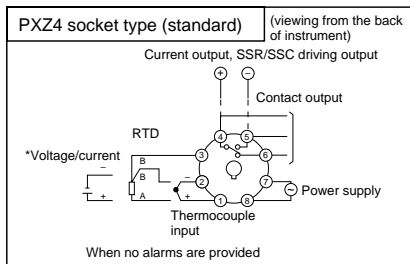 PXZ4 socket type (standard)
(viewing from the back
of instrument)
Current output, SSR/SSC driving output
+ −
Contact output
4 5
RTD
3 6
*Voltage/current
B
−
B − 2 7
Power supply
+ A + 1 8
Thermocouple
input
When no alarms are provided